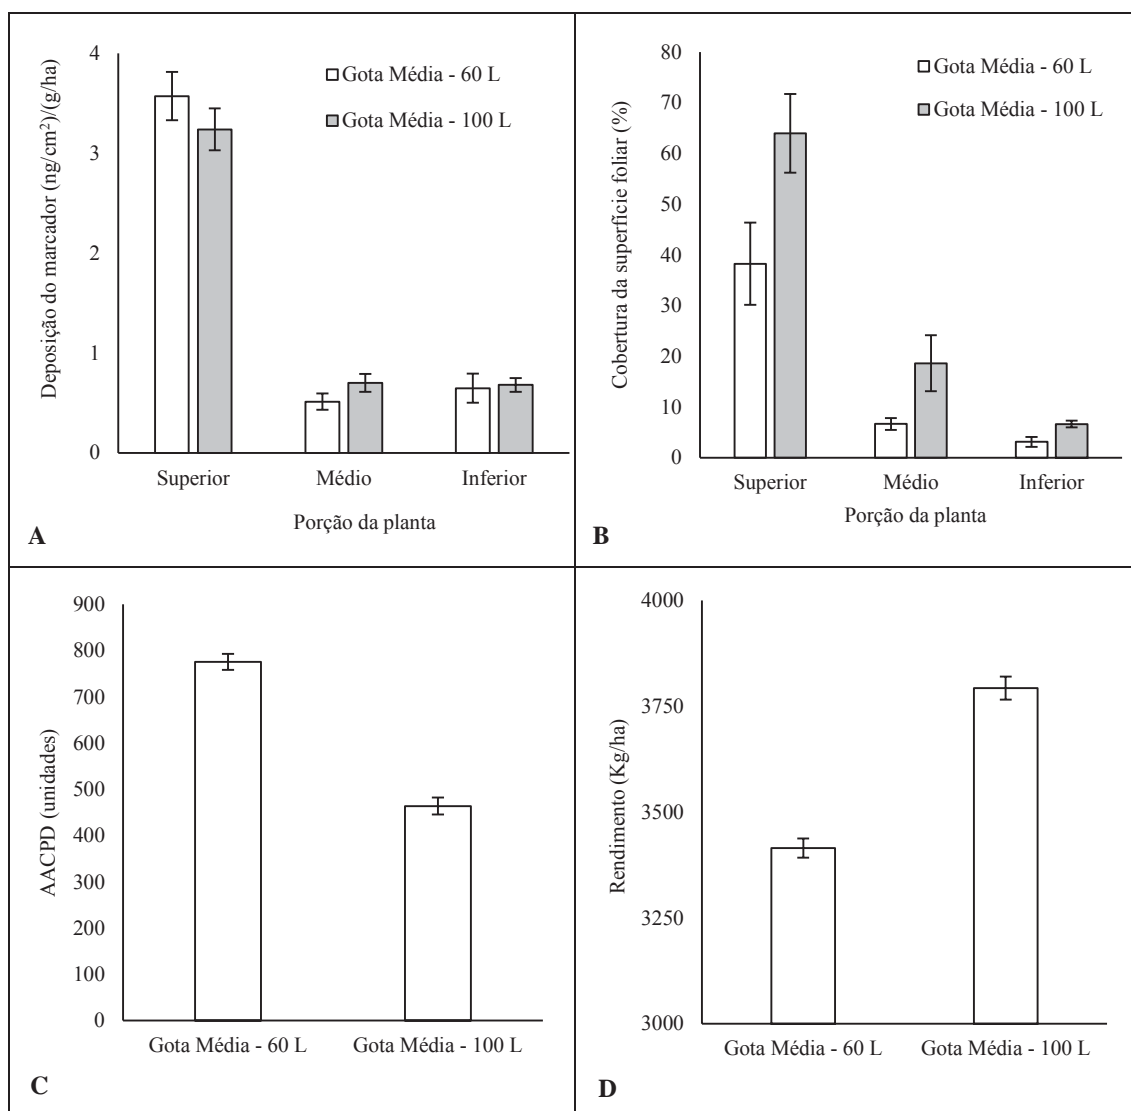 Deposição do marcador (ng/cm²)/(g/ha)
4
3
2
1
0
Gota Média - 60 L
Gota Média - 100 L
Superior Médio Inferior
Porção da planta
A
Cobertura da superfície foliar (%)
80
70
60
50
40
30
20
10
0
Gota Média - 60 L
Gota Média - 100 L
Superior Médio Inferior
Porção da planta
B
AACPD (unidades)
900
800
700
600
500
400
300
200
100
0
Gota Média - 60 L Gota Média - 100 L
C
Rendimento (Kg/ha)
4000
3750
3500
3250
3000
Gota Média - 60 L Gota Média - 100 L
D